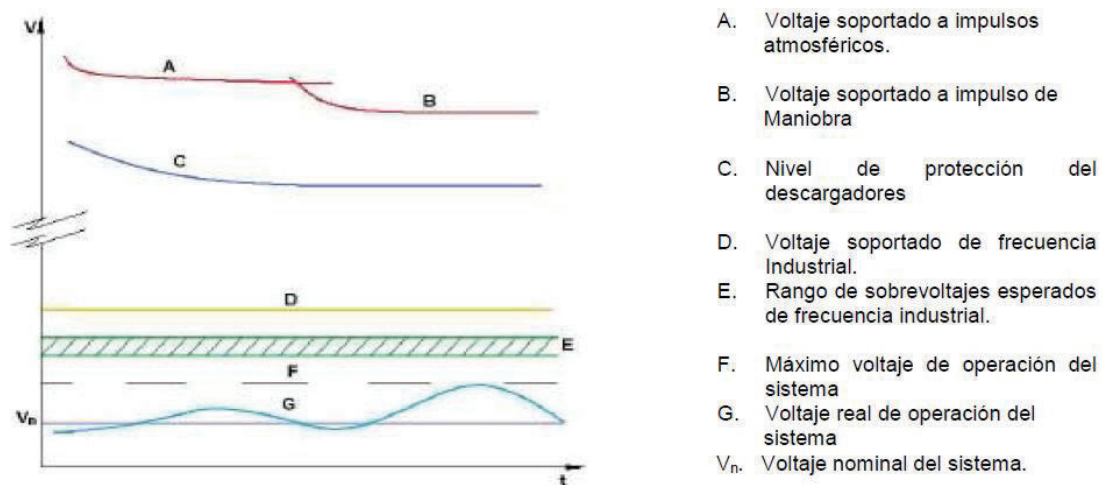 V
A
B
C
D
E
F
G
Vn
t
A. Voltaje soportado a impulsos
atmosféricos.
B. Voltaje soportado a impulso de
Maniobra
C. Nivel de protección del
descargadores
D. Voltaje soportado de frecuencia
Industrial.
E. Rango de sobrevoltajes esperados
de frecuencia industrial.
F. Máximo voltaje de operación del
sistema
G. Voltaje real de operación del
sistema
Vn. Voltaje nominal del sistema.